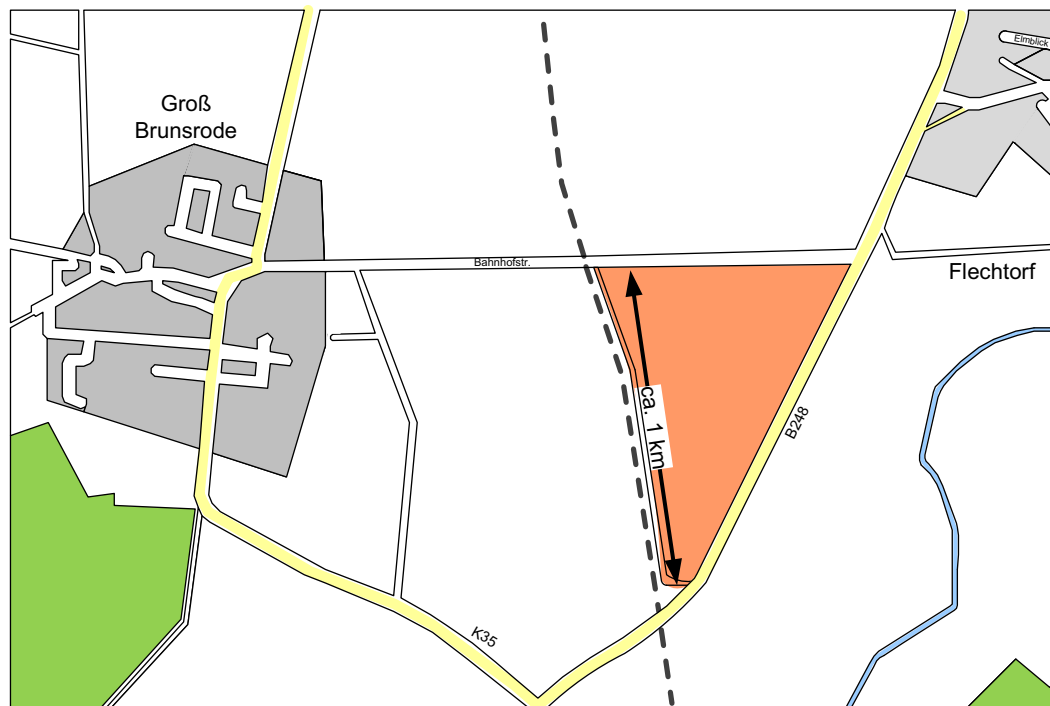 Elmblick
Groß
Brunsrode
Bahnhofstr.
Flechtorf
ca. 1 km
B248
K35